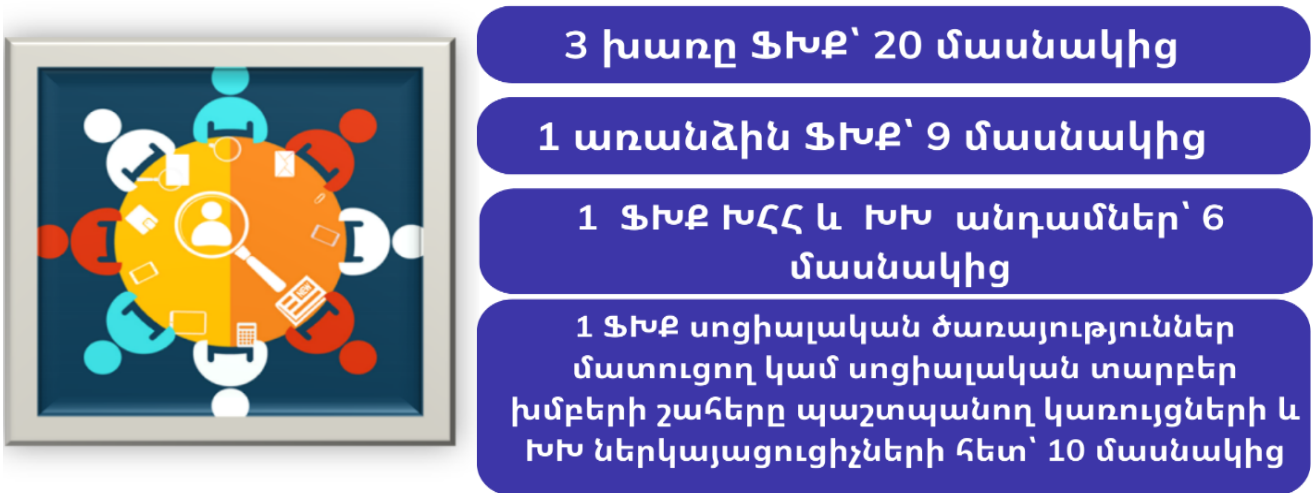 3 խառը ՖԽՔ՝ 20 մասնակից
1 առանձին ՖԽՔ՝ 9 մասնակից
1 ՖԽՔ ԽՀՀ և ԽԽ անդամներ՝ 6
մասնակից
1 ՖԽՔ սոցիալական ծառայություններ
մատուցող կամ սոցիալական տարբեր
խմբերի շահերը պաշտպանող կառույցների և
ԽԽ ներկայացուցիչների հետ՝ 10 մասնակից